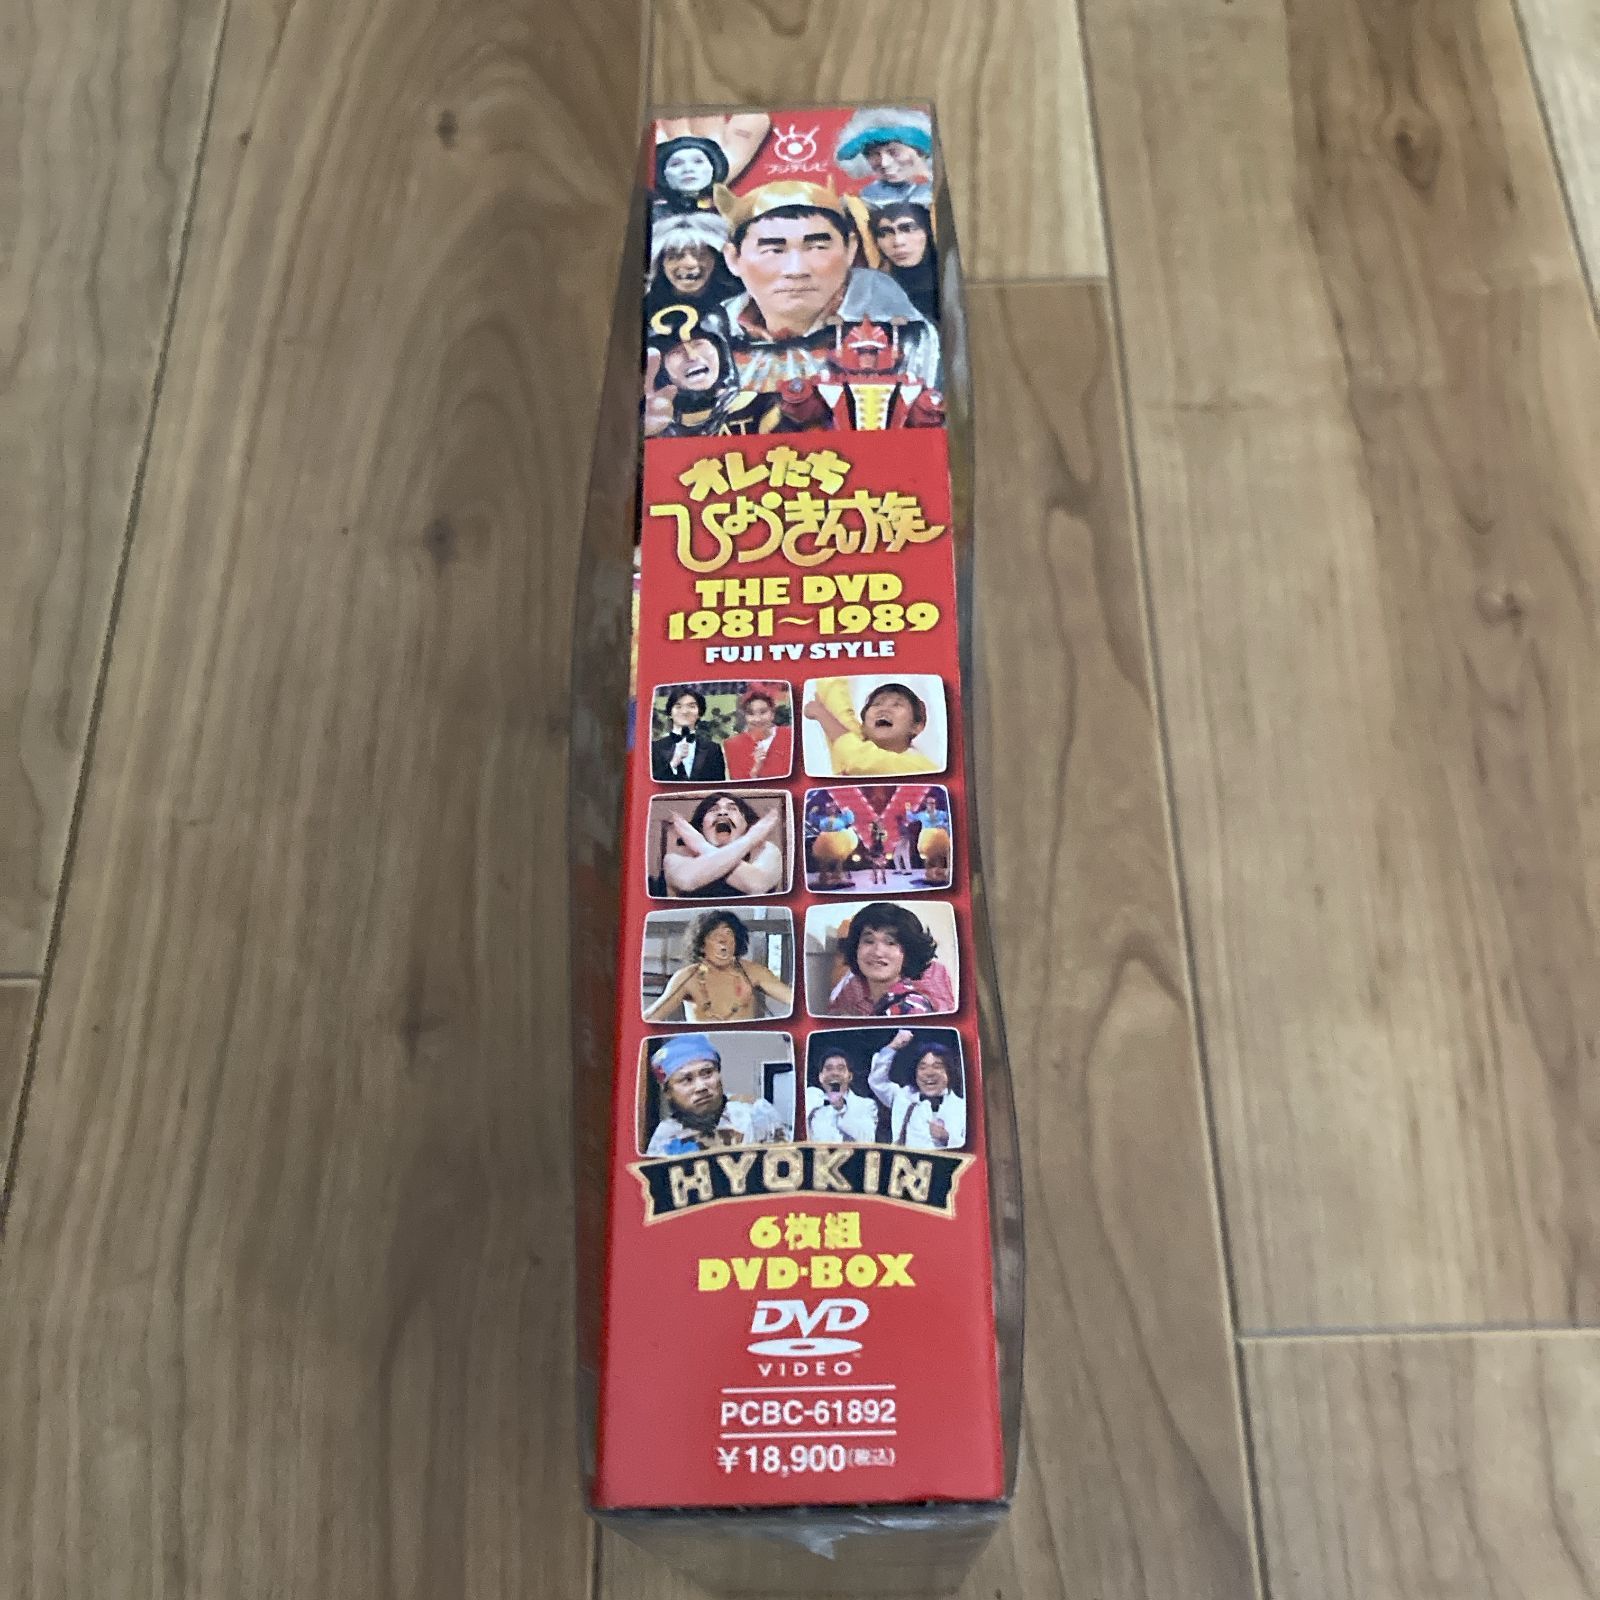 フジテレビ
?
AT
オレたち
ひょうきん族
THE DVD
1981~1989
FUJI TV STYLE
HYOKIN
6枚組
DVD·BOX
DVD
VIDEO
PCBC-61892
¥18,900(税込)